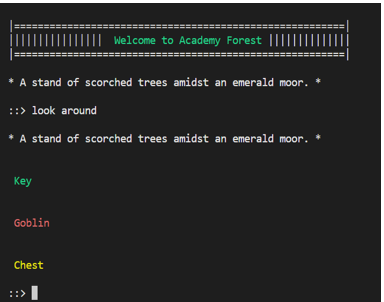 |======================================================|
||||||||||||||||  Welcome to Academy Forest ||||||||||||||
|======================================================|
* A stand of scorched trees amidst an emerald moor. *
::> look around
* A stand of scorched trees amidst an emerald moor. *
Key
Goblin
Chest
::>